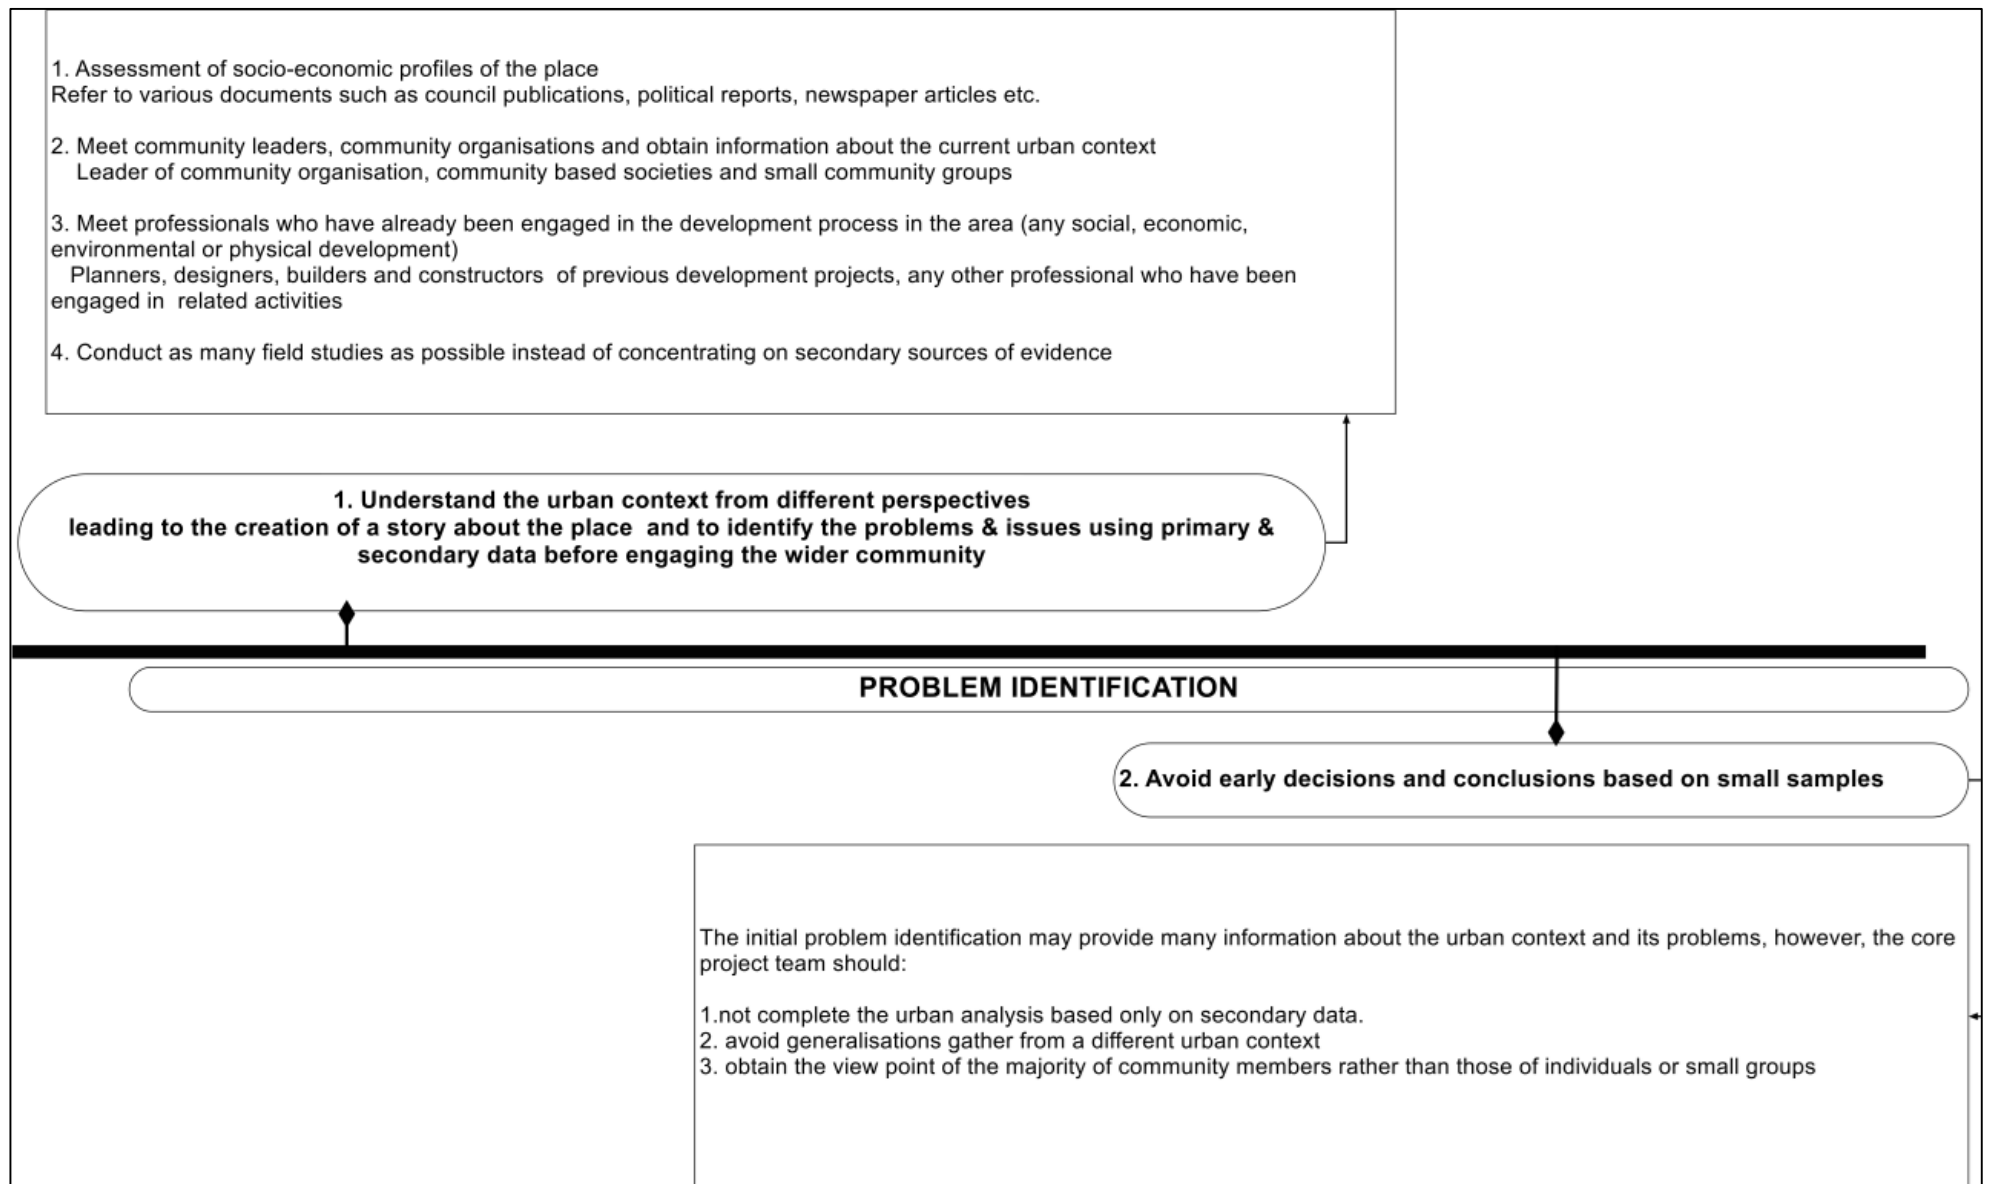 1. Assessment of socio-economic profiles of the place
Refer to various documents such as council publications, political reports, newspaper articles etc.
2. Meet community leaders, community organisations and obtain information about the current urban context
Leader of community organisation, community based societies and small community groups
3. Meet professionals who have already been engaged in the development process in the area (any social, economic,
environmental or physical development)
Planners, designers, builders and constructors of previous development projects, any other professional who have been
engaged in related activities
4. Conduct as many field studies as possible instead of concentrating on secondary sources of evidence
1. Understand the urban context from different perspectives
leading to the creation of a story about the place and to identify the problems & issues using primary &
secondary data before engaging the wider community
PROBLEM IDENTIFICATION
2. Avoid early decisions and conclusions based on small samples
The initial problem identification may provide many information about the urban context and its problems, however, the core
project team should:
1.not complete the urban analysis based only on secondary data.
2. avoid generalisations gather from a different urban context
3. obtain the view point of the majority of community members rather than those of individuals or small groups